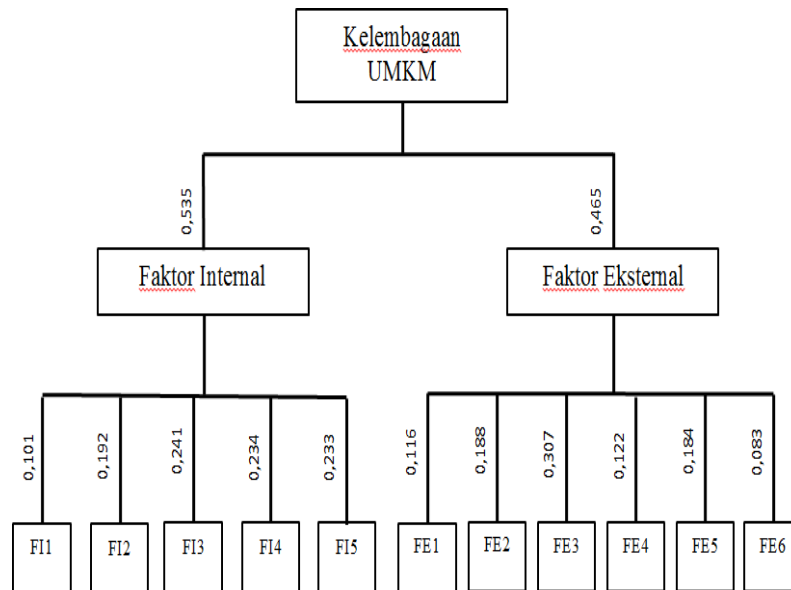 Kelembagaan
UMKM
0,535
0,465
Faktor Internal
Faktor Eksternal
0,101
0,192
0,241
0,234
0,233
0,116
0,188
0,307
0,122
0,184
0,083
FI1
FI2
FI3
FI4
FI5
FE1
FE2
FE3
FE4
FE5
FE6